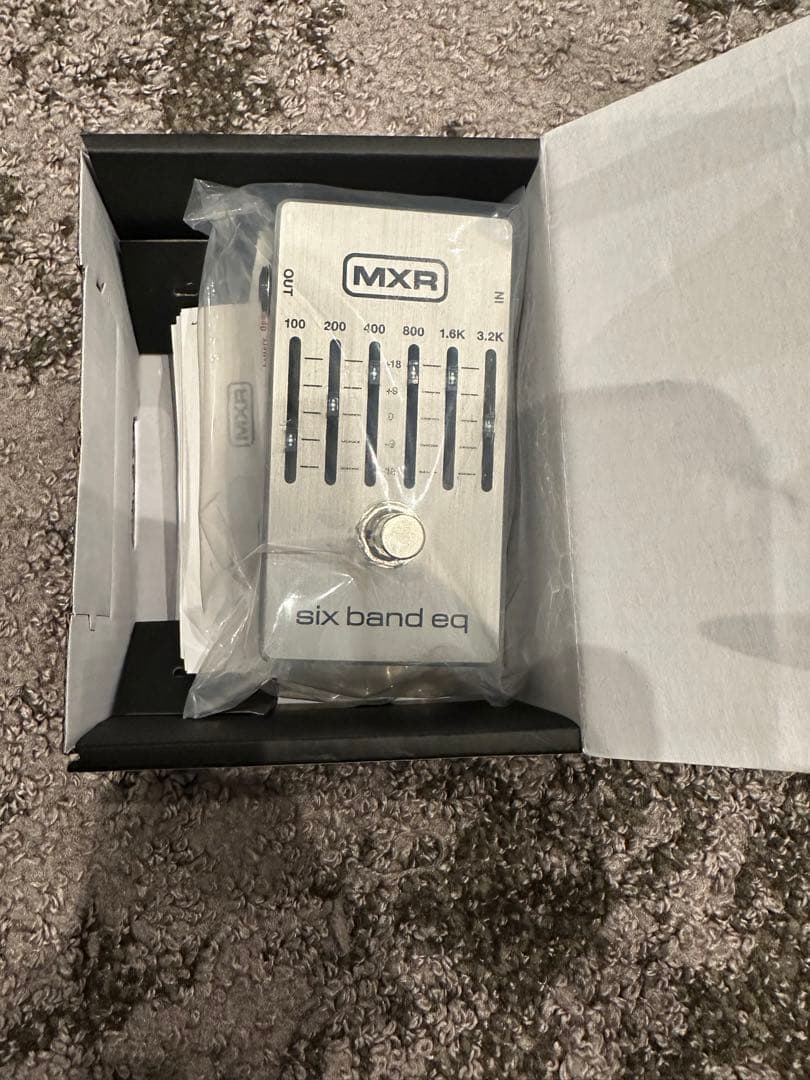 MXR
OUT
IN
100 200 400 800 1.6K 3.2K
+18
+9
0
-9
six band eq
MXR